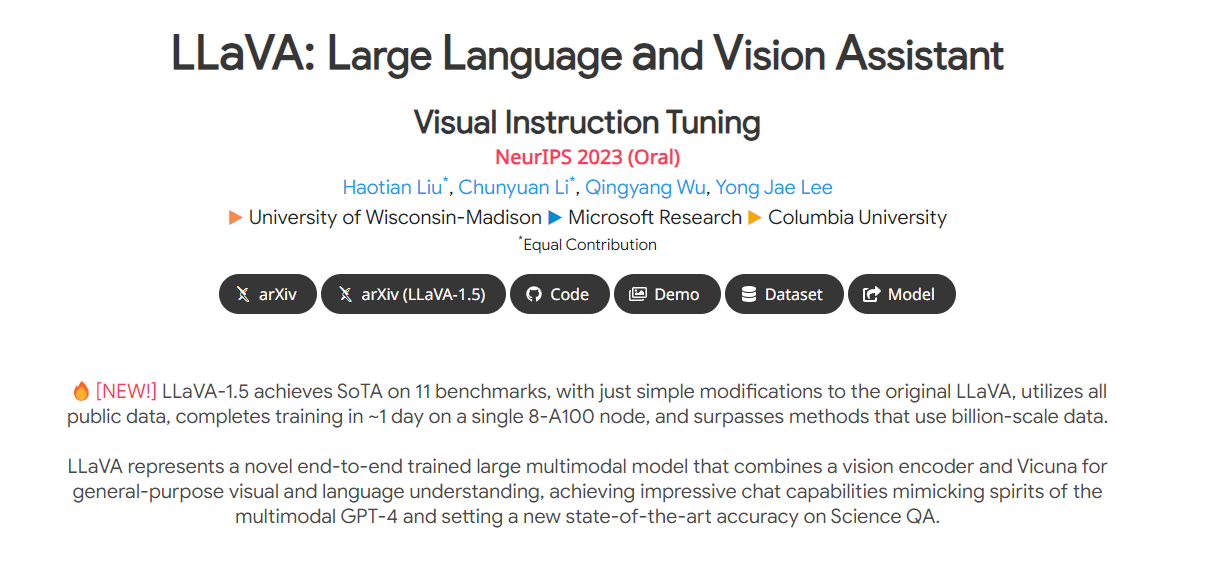 LLaVA: Large Language and Vision Assistant
Visual Instruction Tuning
NeurIPS 2023 (Oral)
Haotian Liu*, Chunyuan Li*, Qingyang Wu, Yong Jae Lee
▶ University of Wisconsin-Madison ▶ Microsoft Research ▶ Columbia University
*Equal Contribution
arXiv arXiv (LLaVA-1.5) Code Demo Dataset Model
🔥 [NEW!] LLaVA-1.5 achieves SoTA on 11 benchmarks, with just simple modifications to the original LLaVA, utilizes all
public data, completes training in ~1 day on a single 8-A100 node, and surpasses methods that use billion-scale data.
LLaVA represents a novel end-to-end trained large multimodal model that combines a vision encoder and Vicuna for
general-purpose visual and language understanding, achieving impressive chat capabilities mimicking spirits of the
multimodal GPT-4 and setting a new state-of-the-art accuracy on Science QA.